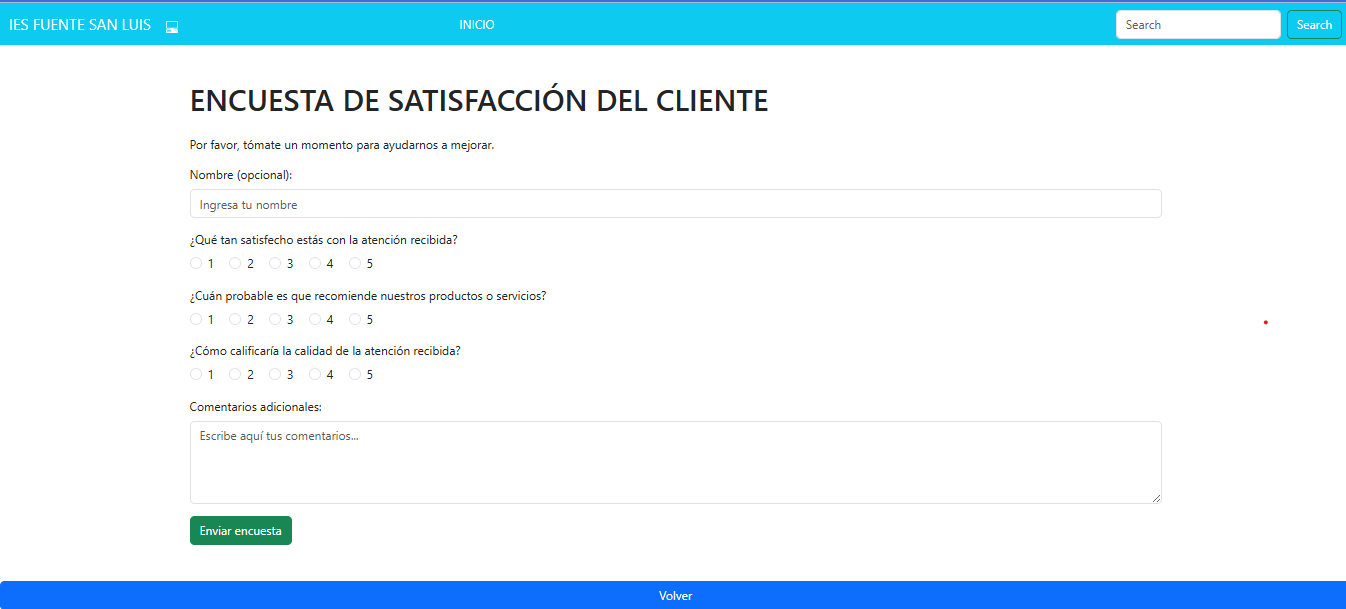 IES FUENTE SAN LUIS
INICIO
Search
Search
ENCUESTA DE SATISFACCIÓN DEL CLIENTE
Por favor, tómate un momento para ayudarnos a mejorar.
Nombre (opcional):
Ingresa tu nombre
¿Qué tan satisfecho estás con la atención recibida?
1 2 3 4 5
¿Cuán probable es que recomiende nuestros productos o servicios?
1 2 3 4 5
¿Cómo calificaría la calidad de la atención recibida?
1 2 3 4 5
Comentarios adicionales:
Escribe aquí tus comentarios...
Enviar encuesta
Volver